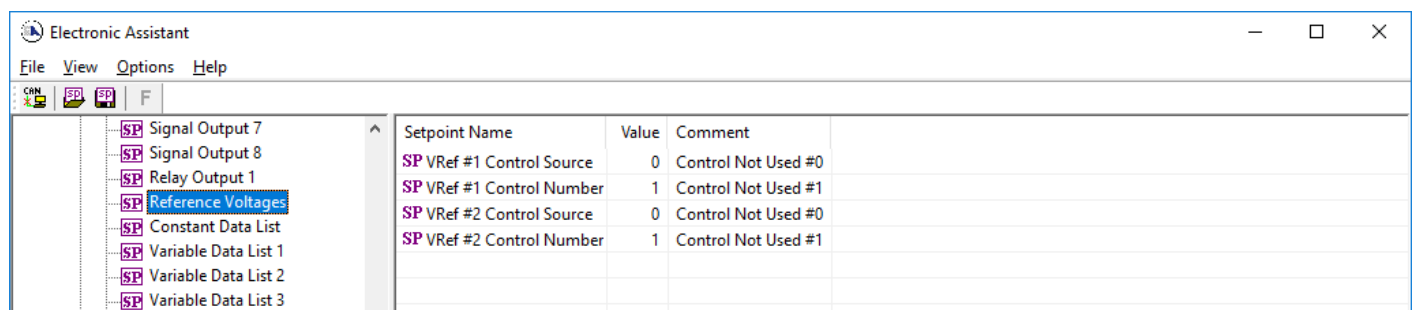 Electronic Assistant
File View Options Help
CAN SP SP F
SP Signal Output 7
SP Signal Output 8
SP Relay Output 1
SP Reference Voltages
SP Constant Data List
SP Variable Data List 1
SP Variable Data List 2
SP Variable Data List 3
Setpoint Name Value Comment
SP VRef #1 Control Source 0 Control Not Used #0
SP VRef #1 Control Number 1 Control Not Used #1
SP VRef #2 Control Source 0 Control Not Used #0
SP VRef #2 Control Number 1 Control Not Used #1